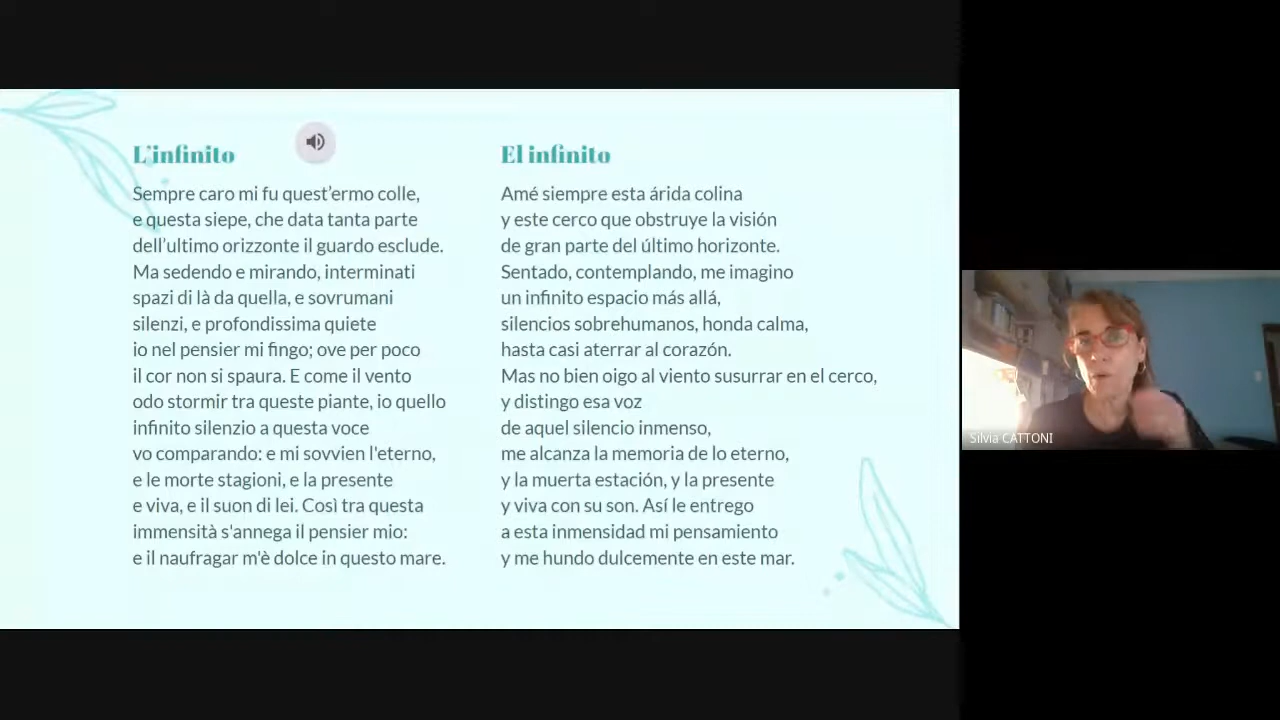 L'infinito
Sempre caro mi fu quest’ermo colle,
e questa siepe, che data tanta parte
dell’ultimo orizzonte il guardo esclude.
Ma sedendo e mirando, interminati
spazi di là da quella, e sovrumani
silenzi, e profondissima quiete
io nel pensier mi fingo; ove per poco
il cor non si spaura. E come il vento
odo stormir tra queste piante, io quello
infinito silenzio a questa voce
vo comparando: e mi sovvien l'eterno,
e le morte stagioni, e la presente
e viva, e il suon di lei. Così tra questa
immensità s'annega il pensier mio:
e il naufragar m'è dolce in questo mare.
El infinito
Amé siempre esta árida colina
y este cerco que obstruye la visión
de gran parte del último horizonte.
Sentado, contemplando, me imagino
un infinito espacio más allá,
silencios sobrehumanos, honda calma,
hasta casi aterrar al corazón.
Mas no bien oigo al viento susurrar en el cerco,
y distingo esa voz
de aquel silencio inmenso,
me alcanza la memoria de lo eterno,
y la muerta estación, y la presente
y viva con su son. Así le entrego
a esta inmensidad mi pensamiento
y me hundo dulcemente en este mar.
Silvia CATTONI